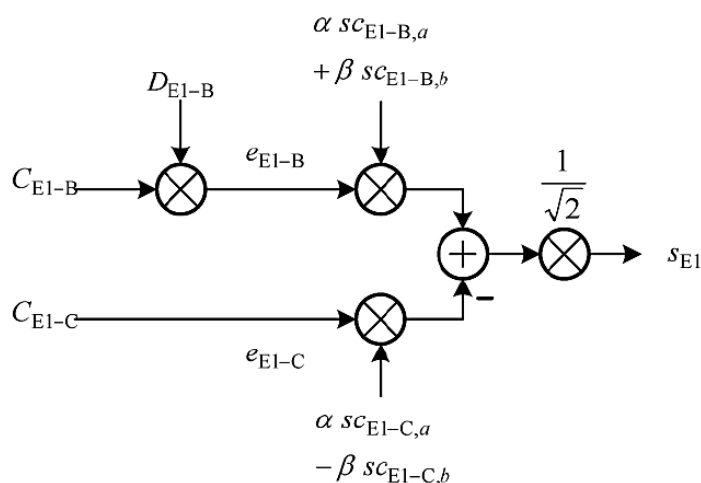 α sc_E1–B,a
+ β sc_E1–B,b
D_E1–B
e_E1–B
C_E1–B
1
√2
s_E1
C_E1–C
e_E1–C
α sc_E1–C,a
– β sc_E1–C,b